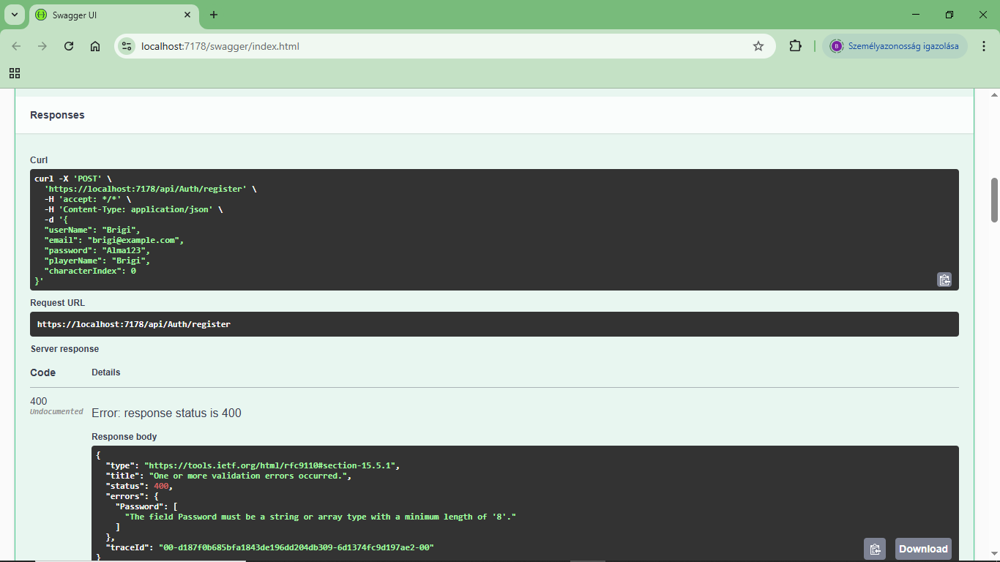 Swagger UI
localhost:7178/swagger/index.html
B
Személyazonosság igazolása
Responses
Curl
curl -X 'POST' \
'https://localhost:7178/api/Auth/register' \
-H 'accept: */*' \
-H 'Content-Type: application/json' \
-d '{
"userName": "Brigi",
"email": "brigi@example.com",
"password": "Alma123",
"playerName": "Brigi",
"characterIndex": 0
}'
Request URL
https://localhost:7178/api/Auth/register
Server response
Code Details
400
Undocumented
Error: response status is 400
Response body
{
"type": "https://tools.ietf.org/html/rfc9110#section-15.5.1",
"title": "One or more validation errors occurred.",
"status": 400,
"errors": {
"Password": [
"The field Password must be a string or array type with a minimum length of '8'."
]
},
"traceId": "00-d187f0b685bfa1843de196dd204db309-6d1374fc9d197ae2-00"
}
Download